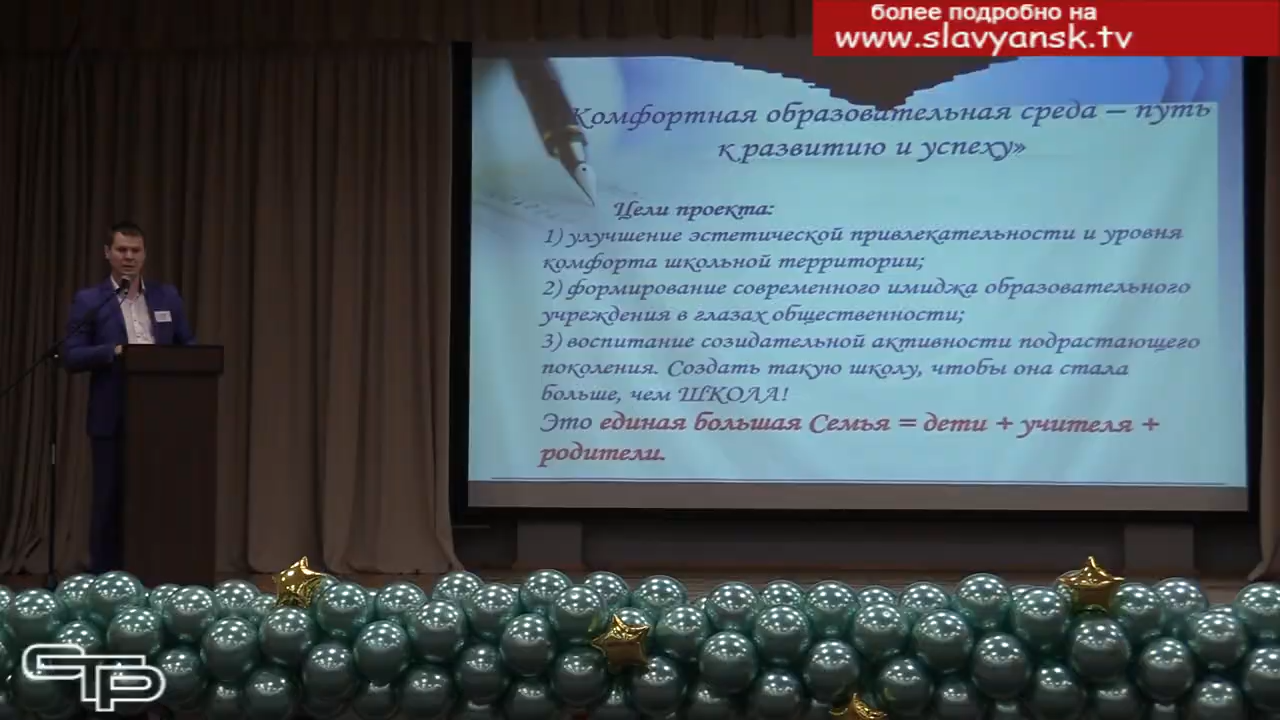 более подробно на
www.slavyansk.tv
Комфортная образовательная среда – путь
к развитию и успеху»
Цели проекта:
1) улучшение эстетической привлекательности и уровня
комфорта школьной территории;
2) формирование современного имиджа образовательного
учреждения в глазах общественности;
3) воспитание созидательной активности подрастающего
поколения. Создать такую школу, чтобы она стала
больше, чем ШКОЛА!
Это единая большая Семья = дети + учителя +
родители.
СТР